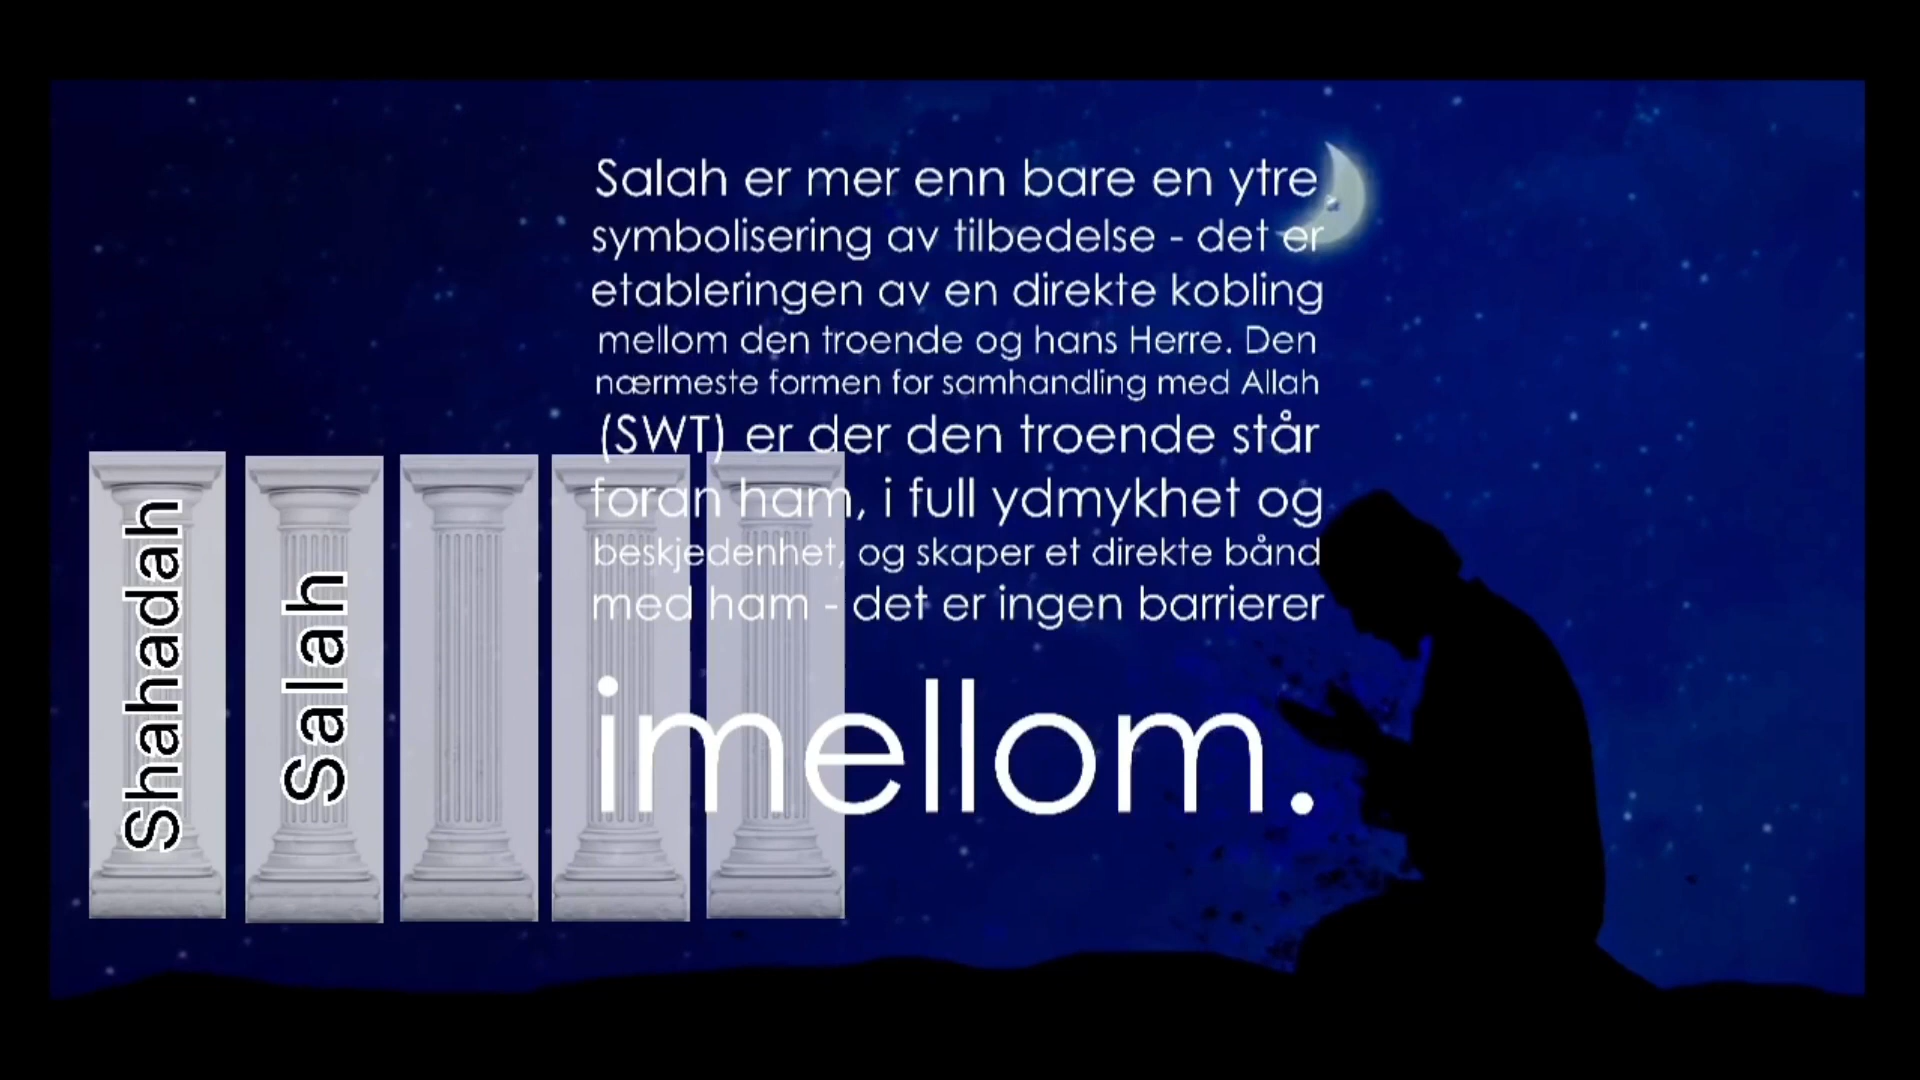 Salah er mer enn bare en ytre
symbolisering av tilbedelse - det er
etableringen av en direkte kobling
mellom den troende og hans Herre. Den
nærmeste formen for samhandling med Allah
(SWT) er der den troende står
foran ham, i full ydmykhet og
beskjedenhet, og skaper et direkte bånd
med ham - det er ingen barrierer
imellom.
Shahadah
Salah